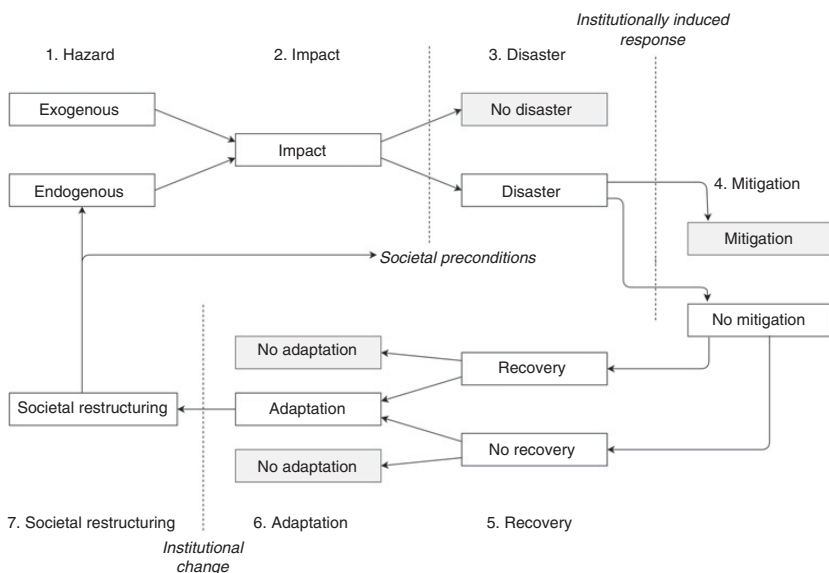 Institutionally induced
response
1. Hazard
2. Impact
3. Disaster
Exogenous
No disaster
Impact
Endogenous
Disaster
4. Mitigation
Mitigation
Societal preconditions
No mitigation
No adaptation
Recovery
Societal restructuring
Adaptation
No recovery
No adaptation
7. Societal restructuring
6. Adaptation
5. Recovery
Institutional
change